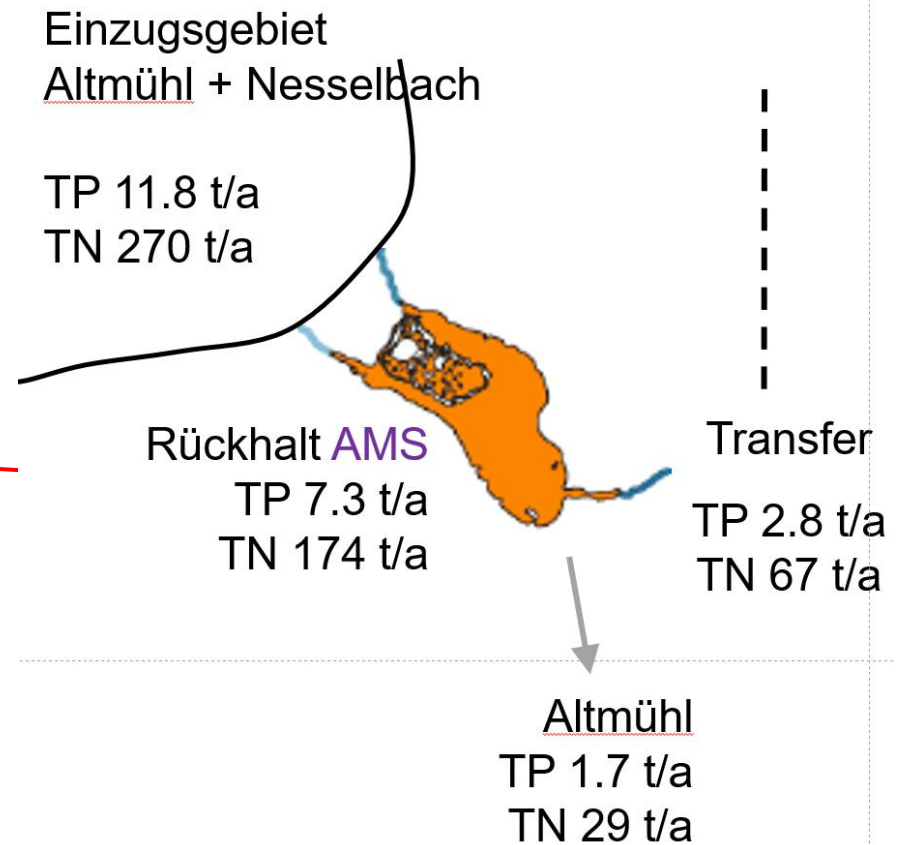 Einzugsgebiet
Altmühl + Nesselbach
TP 11.8 t/a
TN 270 t/a
Rückhalt AMS
TP 7.3 t/a
TN 174 t/a
Transfer
TP 2.8 t/a
TN 67 t/a
Altmühl
TP 1.7 t/a
TN 29 t/a